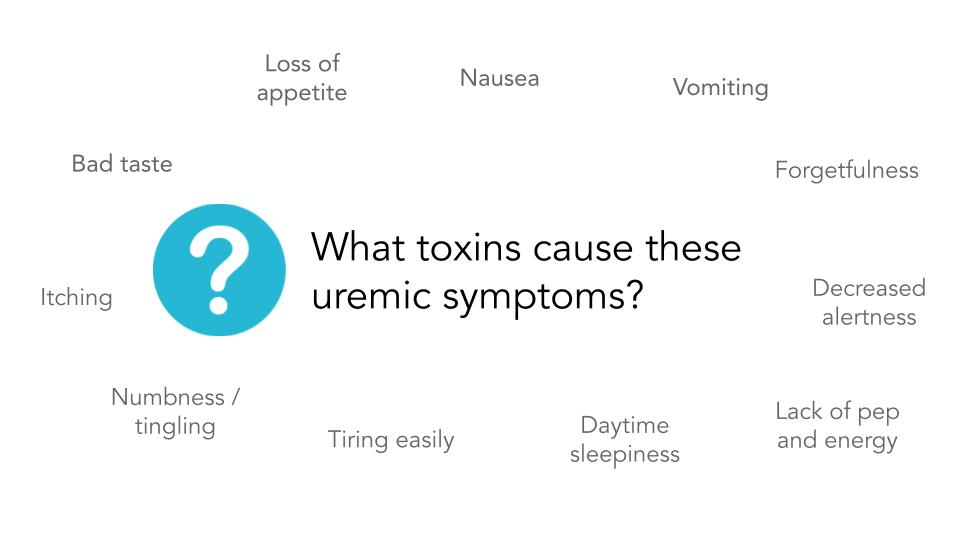 Loss of
appetite
Nausea
Vomiting
Bad taste
Forgetfulness
?
What toxins cause these
uremic symptoms?
Itching
Decreased
alertness
Numbness /
tingling
Tiring easily
Daytime
sleepiness
Lack of pep
and energy